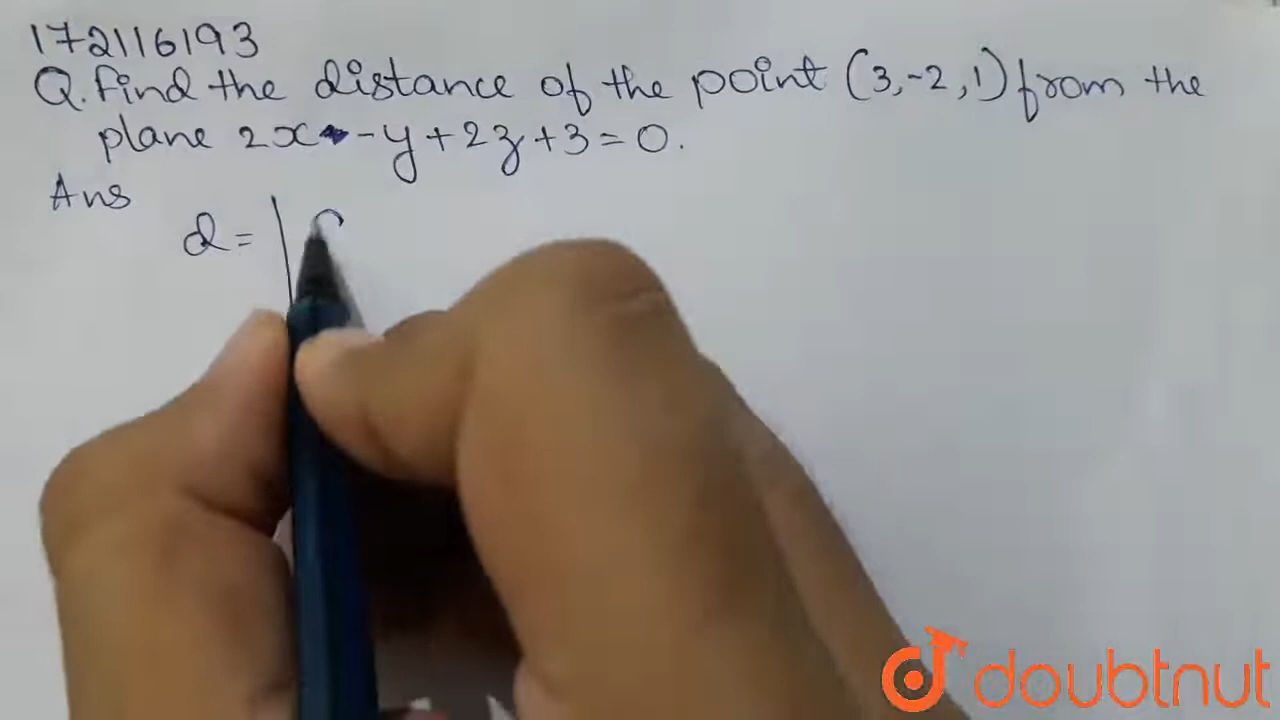 172116193
Q. Find the distance of the point (3,-2,1) from the
plane 2x -y+2z+3=0.
Ans
d= |
doubtnut